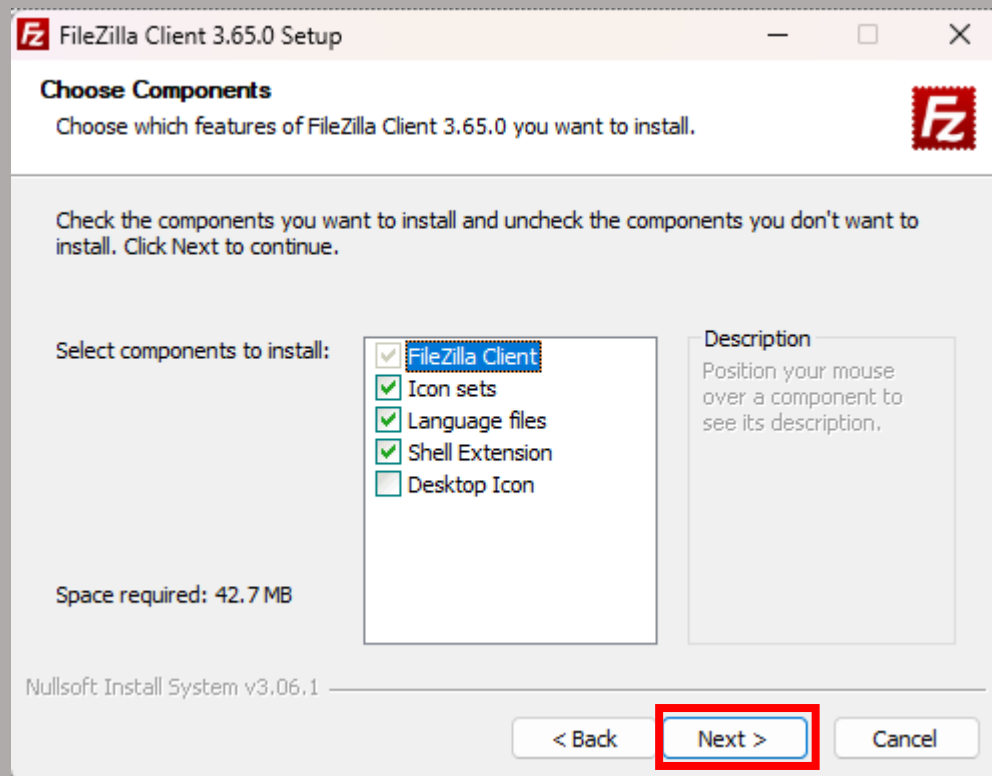 Fz FileZilla Client 3.65.0 Setup
Choose Components
Choose which features of FileZilla Client 3.65.0 you want to install.
Fz
Check the components you want to install and uncheck the components you don't want to
install. Click Next to continue.
Select components to install:
FileZilla Client
Icon sets
Language files
Shell Extension
Desktop Icon
Description
Position your mouse
over a component to
see its description.
Space required: 42.7 MB
Nullsoft Install System v3.06.1
< Back
Next >
Cancel